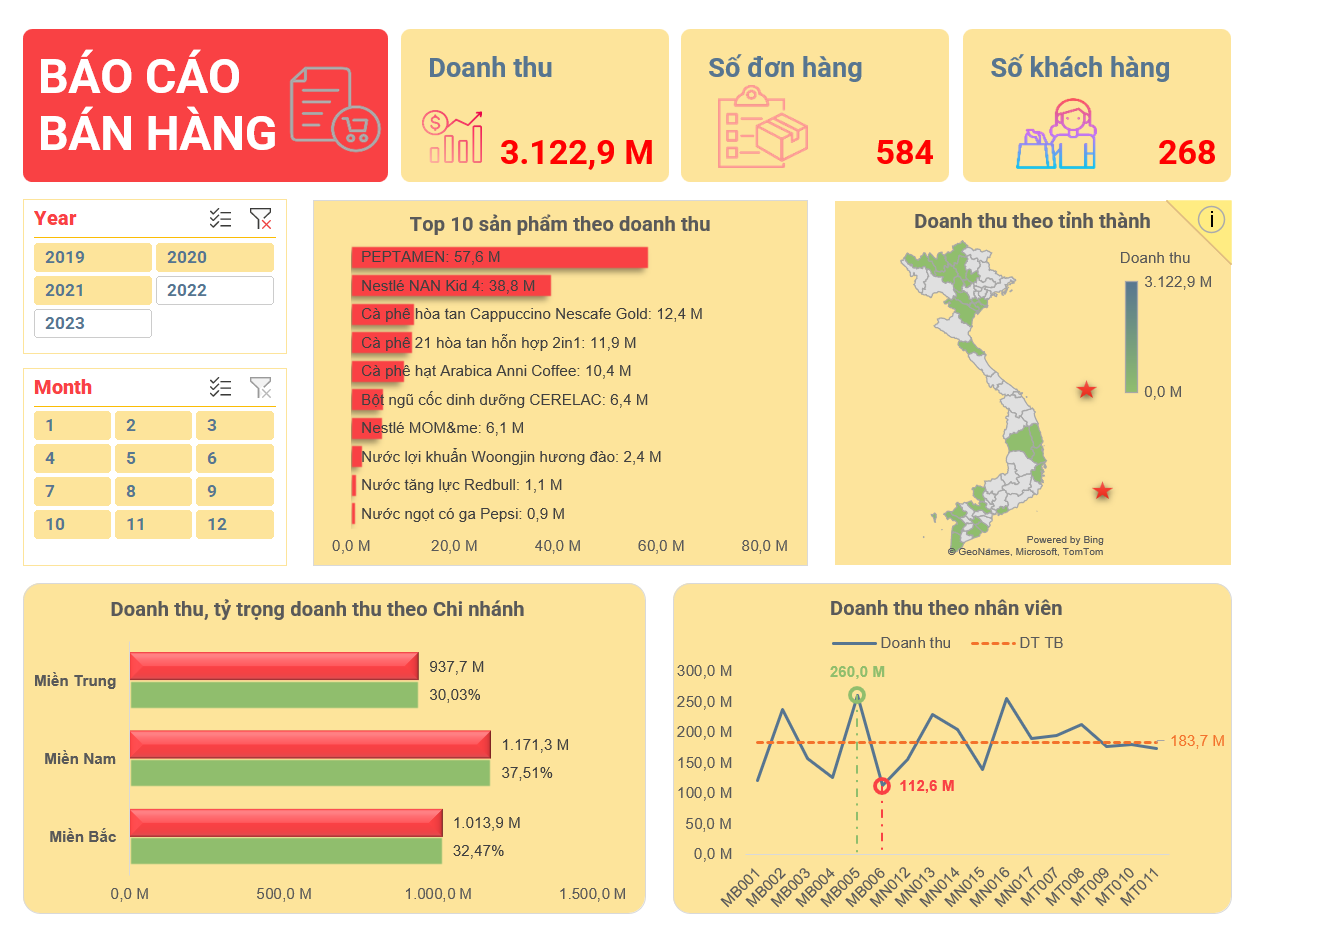 BÁO CÁO
BÁN HÀNG
Doanh thu
3.122,9 M
Số đơn hàng
584
Số khách hàng
268
Year
2019
2020
2021
2022
2023
Month
1
2
3
4
5
6
7
8
9
10
11
12
Top 10 sản phẩm theo doanh thu
PEPTAMEN: 57,6 M
Nestlé NAN Kid 4: 38,8 M
Cà phê hòa tan Cappuccino Nescafe Gold: 12,4 M
Cà phê 21 hòa tan hỗn hợp 2in1: 11,9 M
Cà phê hạt Arabica Anni Coffee: 10,4 M
Bột ngũ cốc dinh dưỡng CERELAC: 6,4 M
Nestlé MOM&me: 6,1 M
Nước lợi khuẩn Woongjin hương đào: 2,4 M
Nước tăng lực Redbull: 1,1 M
Nước ngọt có ga Pepsi: 0,9 M
0,0 M 20,0 M 40,0 M 60,0 M 80,0 M
Doanh thu theo tỉnh thành
i
Doanh thu
3.122,9 M
0,0 M
Powered by Bing
© GeoNames, Microsoft, TomTom
Doanh thu, tỷ trọng doanh thu theo Chi nhánh
Miền Trung
937,7 M
30,03%
Miền Nam
1.171,3 M
37,51%
Miền Bắc
1.013,9 M
32,47%
0,0 M 500,0 M 1.000,0 M 1.500,0 M
Doanh thu theo nhân viên
Doanh thu DT TB
300,0 M
250,0 M
200,0 M
150,0 M
100,0 M
50,0 M
0,0 M
260,0 M
183,7 M
112,6 M
MB001 MB002 MB003 MB004 MB005 MB006 MN012 MN013 MN014 MN015 MN016 MN017 MT007 MT008 MT009 MT010 MT011